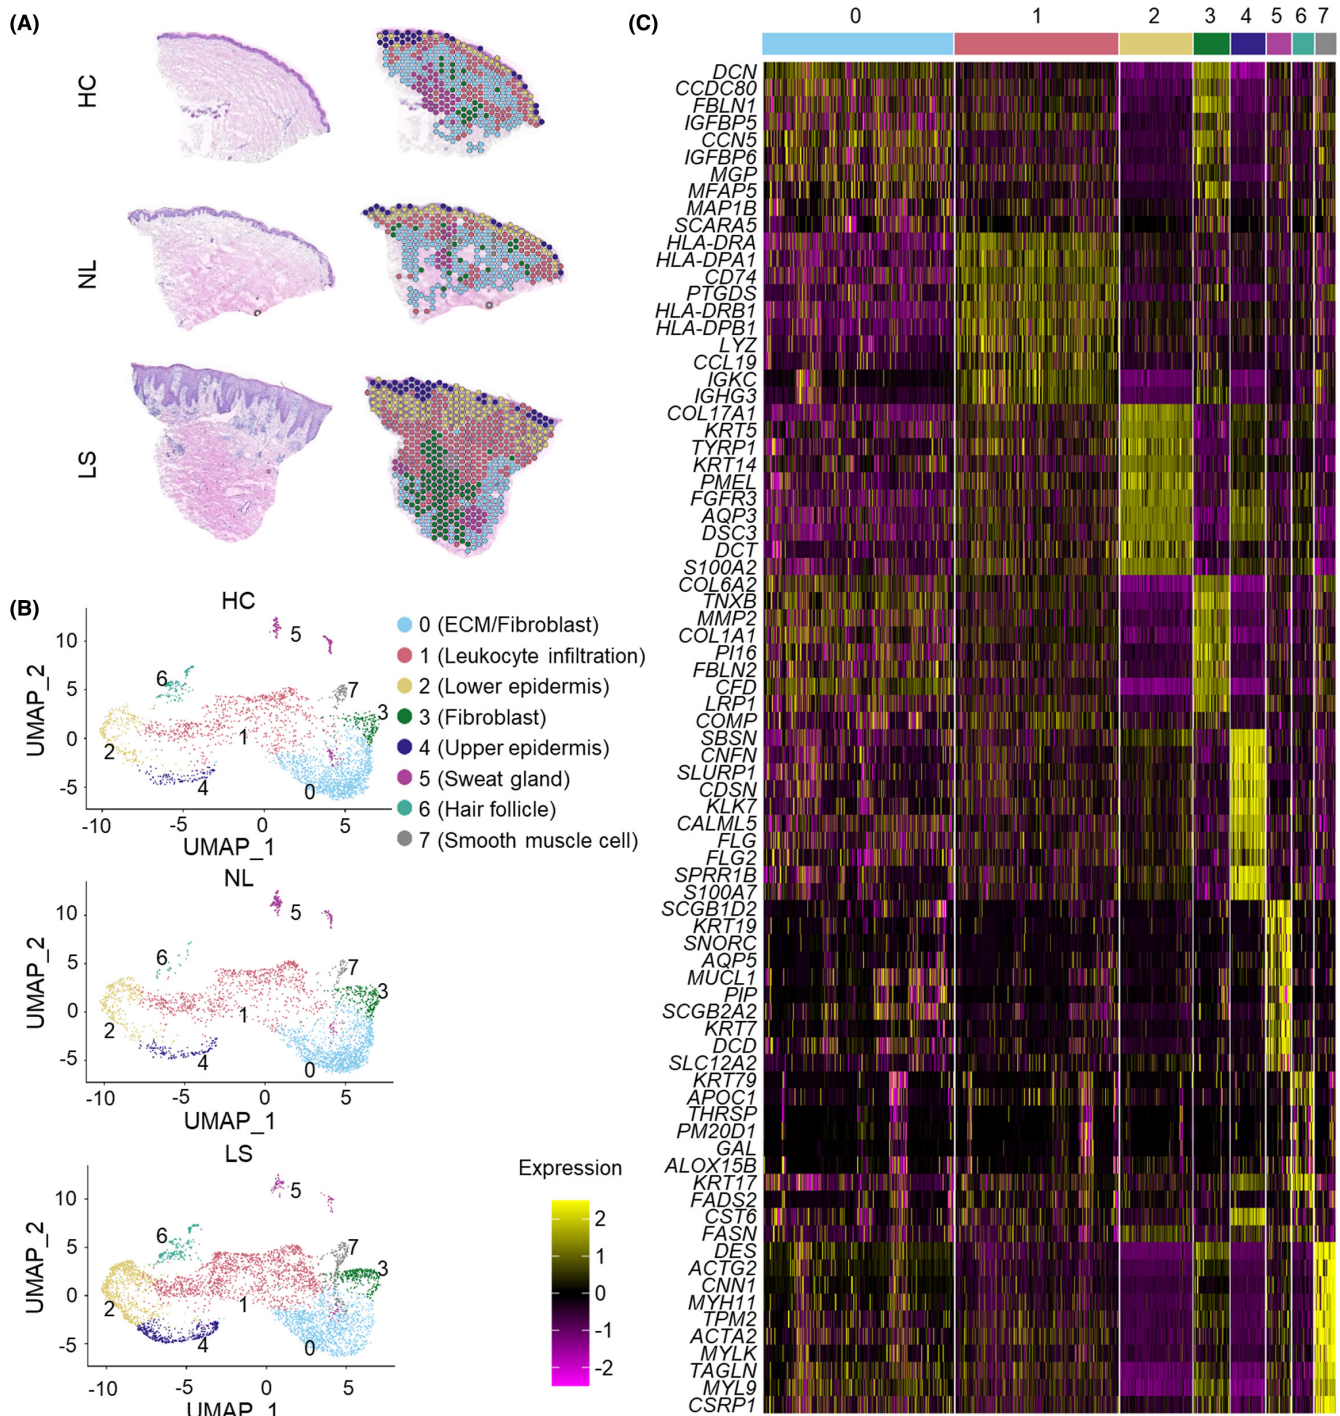 (A)
HC
NL
LS
(B)
HC
UMAP_2
10
5
0
-5
-10
-5
0
5
UMAP_1
5
6
7
3
2
1
4
0
0 (ECM/Fibroblast)
1 (Leukocyte infiltration)
2 (Lower epidermis)
3 (Fibroblast)
4 (Upper epidermis)
5 (Sweat gland)
6 (Hair follicle)
7 (Smooth muscle cell)
NL
UMAP_2
10
5
0
-5
-10
-5
0
5
UMAP_1
5
6
7
3
2
1
4
0
LS
UMAP_2
10
5
0
-5
-10
-5
0
5
UMAP_1
5
6
7
3
2
1
4
0
Expression
2
1
0
-1
-2
(C)
0 1 2 3 4 5 6 7
DCN
CCDC80
FBLN1
IGFBP5
CCN5
IGFBP6
MGP
MFAP5
MAP1B
SCARA5
HLA-DRA
HLA-DPA1
CD74
PTGDS
HLA-DRB1
HLA-DPB1
LYZ
CCL19
IGKC
IGHG3
COL17A1
KRT5
TYRP1
KRT14
PMEL
FGFR3
AQP3
DSC3
DCT
S100A2
COL6A2
TNXB
MMP2
COL1A1
PI16
FBLN2
CFD
LRP1
COMP
SBSN
CNFN
SLURP1
CDSN
KLK7
CALML5
FLG
FLG2
SPRR1B
S100A7
SCGB1D2
KRT19
SNORC
AQP5
MUCL1
PIP
SCGB2A2
KRT7
DCD
SLC12A2
KRT79
APOC1
THRSP
PM20D1
GAL
ALOX15B
KRT17
FADS2
CST6
FASN
DES
ACTG2
CNN1
MYH11
TPM2
ACTA2
MYLK
TAGLN
MYL9
CSRP1